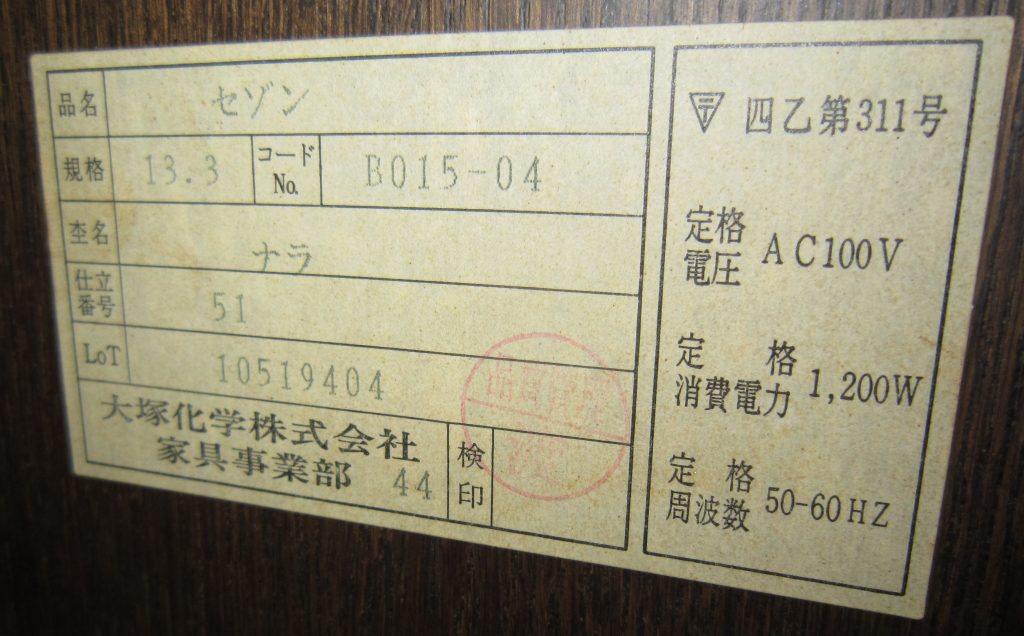 品名 セゾン
規格 13.3 コードNo. B015-04
杢名 ナラ
仕立番号 51
LoT 10519404
大塚化学株式会社
家具事業部 44
検印
四乙第311号
定格電圧 AC100V
定格消費電力 1,200W
定格周波数 50-60HZ